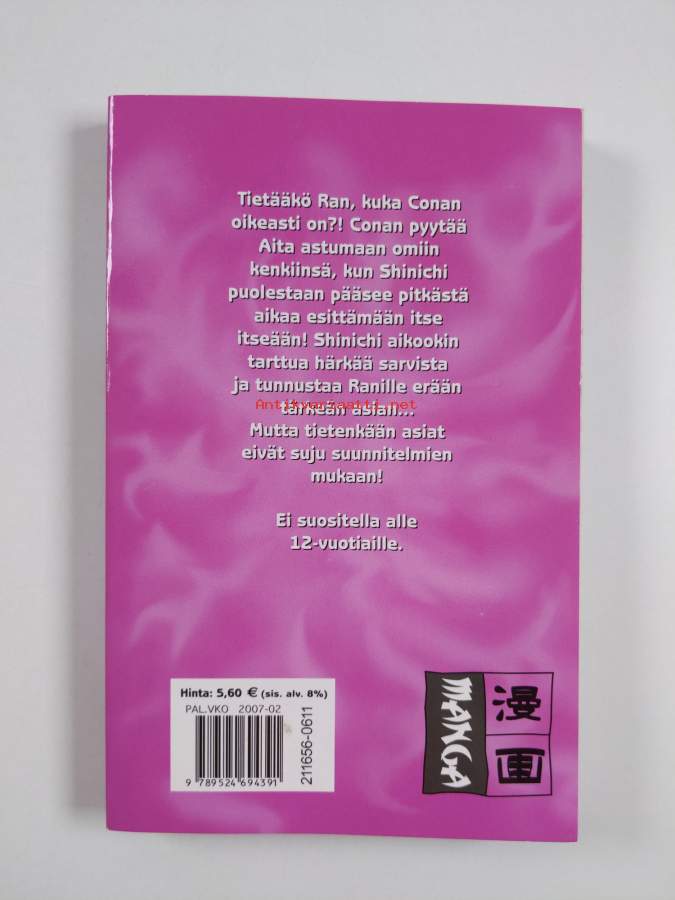 Tietääkö Ran, kuka Conan
oikeasti on?! Conan pyytää
Aita astumaan omiin
kenkiinsä, kun Shinichi
puolestaan pääsee pitkästä
aikaa esittämään itse
itseään! Shinichi aikookin
tarttua härkää sarvista
ja tunnustaa Ranille erään
Antikvariaatti.net
tärkeän asian...
Mutta tietenkään asiat
eivät suju suunnitelmien
mukaan!
Ei suositella alle
12-vuotiaille.
Hinta: 5,60 € (sis. alv. 8%)
PAL.VKO 2007-02
211656-0611
9 789524 694391
MANGA
漫
画